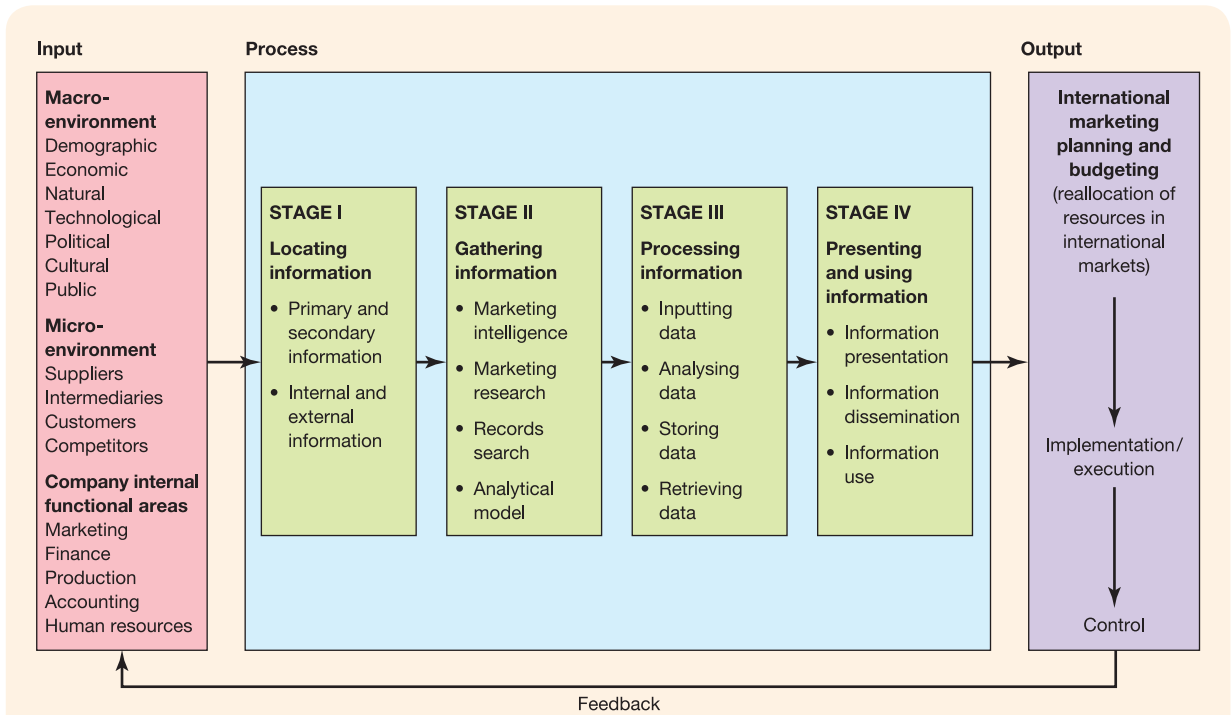 Input
Macro-
environment
Demographic
Economic
Natural
Technological
Political
Cultural
Public
Micro-
environment
Suppliers
Intermediaries
Customers
Competitors
Company internal
functional areas
Marketing
Finance
Production
Accounting
Human resources
Process
STAGE I
Locating
information
• Primary and
secondary
information
• Internal and
external
information
STAGE II
Gathering
information
• Marketing
intelligence
• Marketing
research
• Records
search
• Analytical
model
STAGE III
Processing
information
• Inputting
data
• Analysing
data
• Storing
data
• Retrieving
data
STAGE IV
Presenting
and using
information
• Information
presentation
• Information
dissemination
• Information
use
Output
International
marketing
planning and
budgeting
(reallocation of
resources in
international
markets)
Implementation/
execution
Control
Feedback